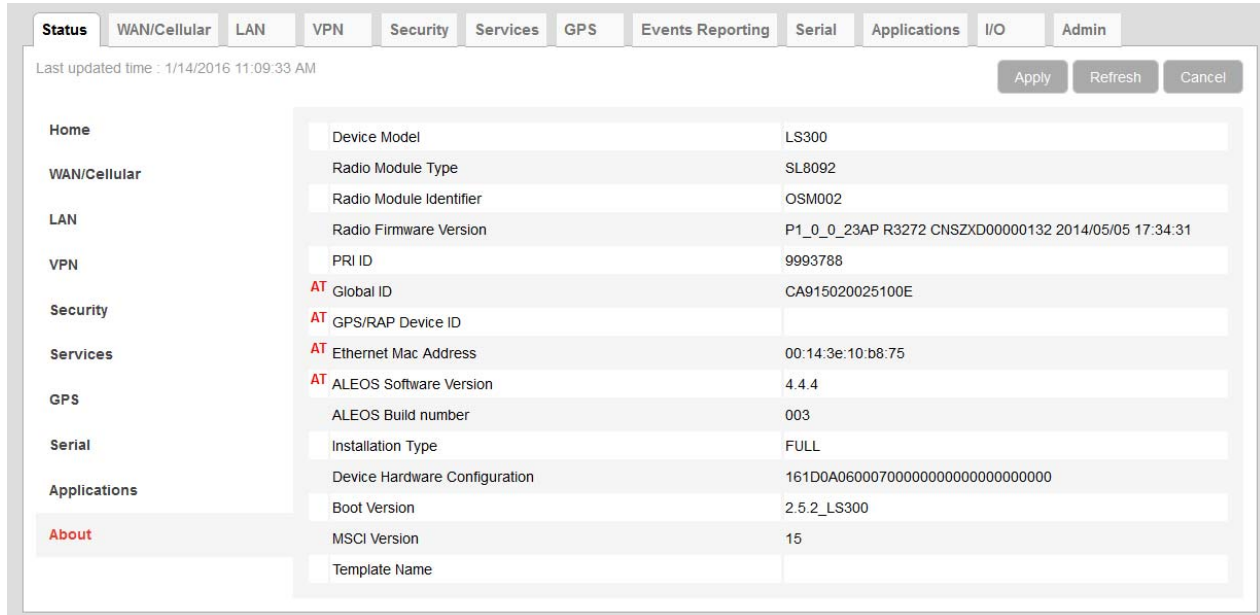 Status WAN/Cellular LAN VPN Security Services GPS Events Reporting Serial Applications I/O Admin
Last updated time : 1/14/2016 11:09:33 AM
Apply Refresh Cancel
Home
WAN/Cellular
LAN
VPN
Security
Services
GPS
Serial
Applications
About
Device Model LS300
Radio Module Type SL8092
Radio Module Identifier OSM002
Radio Firmware Version P1_0_0_23AP R3272 CNSZXD00000132 2014/05/05 17:34:31
PRI ID 9993788
AT Global ID CA915020025100E
AT GPS/RAP Device ID
AT Ethernet Mac Address 00:14:3e:10:b8:75
AT ALEOS Software Version 4.4.4
ALEOS Build number 003
Installation Type FULL
Device Hardware Configuration 161D0A06000700000000000000000000
Boot Version 2.5.2_LS300
MSCI Version 15
Template Name